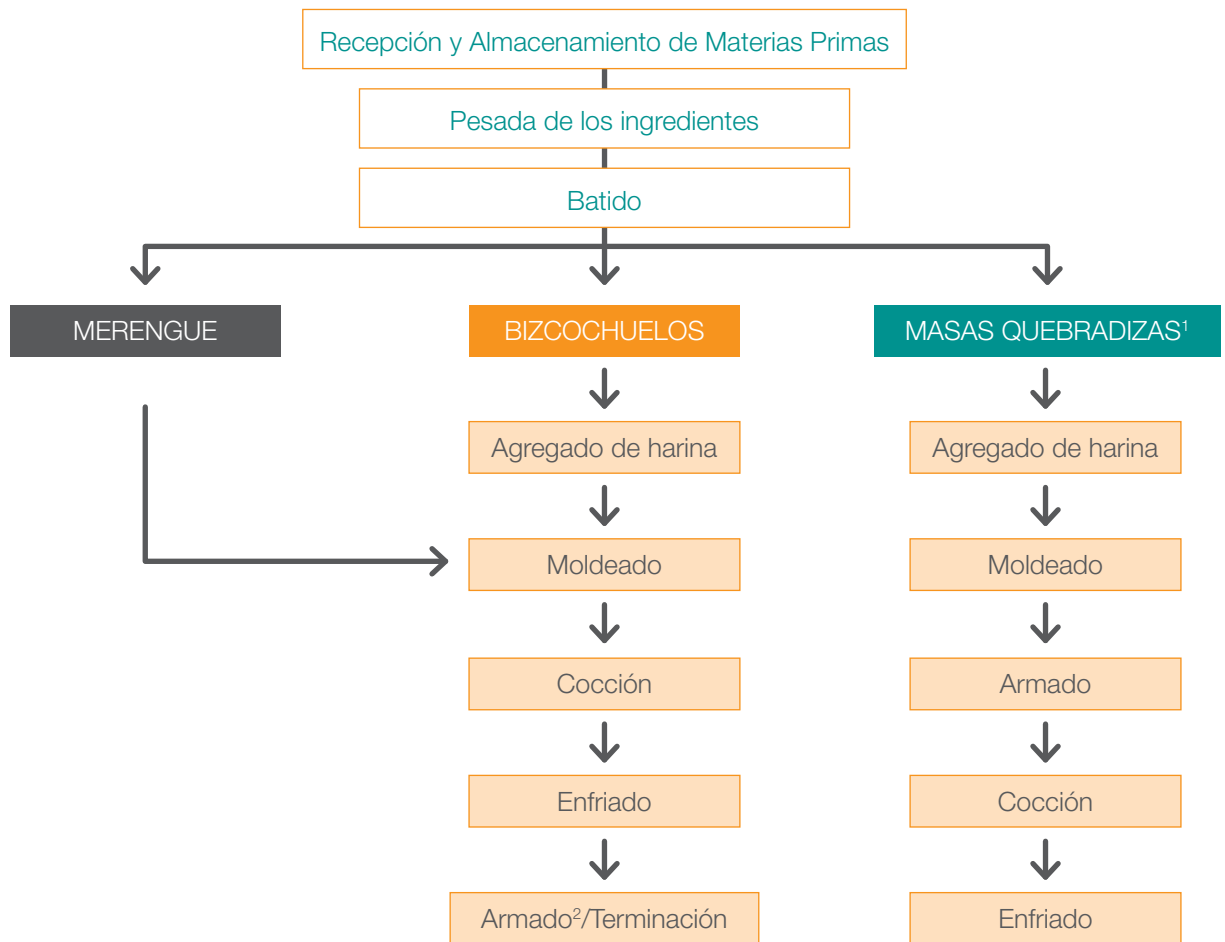 Recepción y Almacenamiento de Materias Primas
Pesada de los ingredientes
Batido
MERENGUE
BIZCOCHUELOS
Agregado de harina
Moldeado
Cocción
Enfriado
Armado²/Terminación
MASAS QUEBRADIZAS¹
Agregado de harina
Moldeado
Armado
Cocción
Enfriado